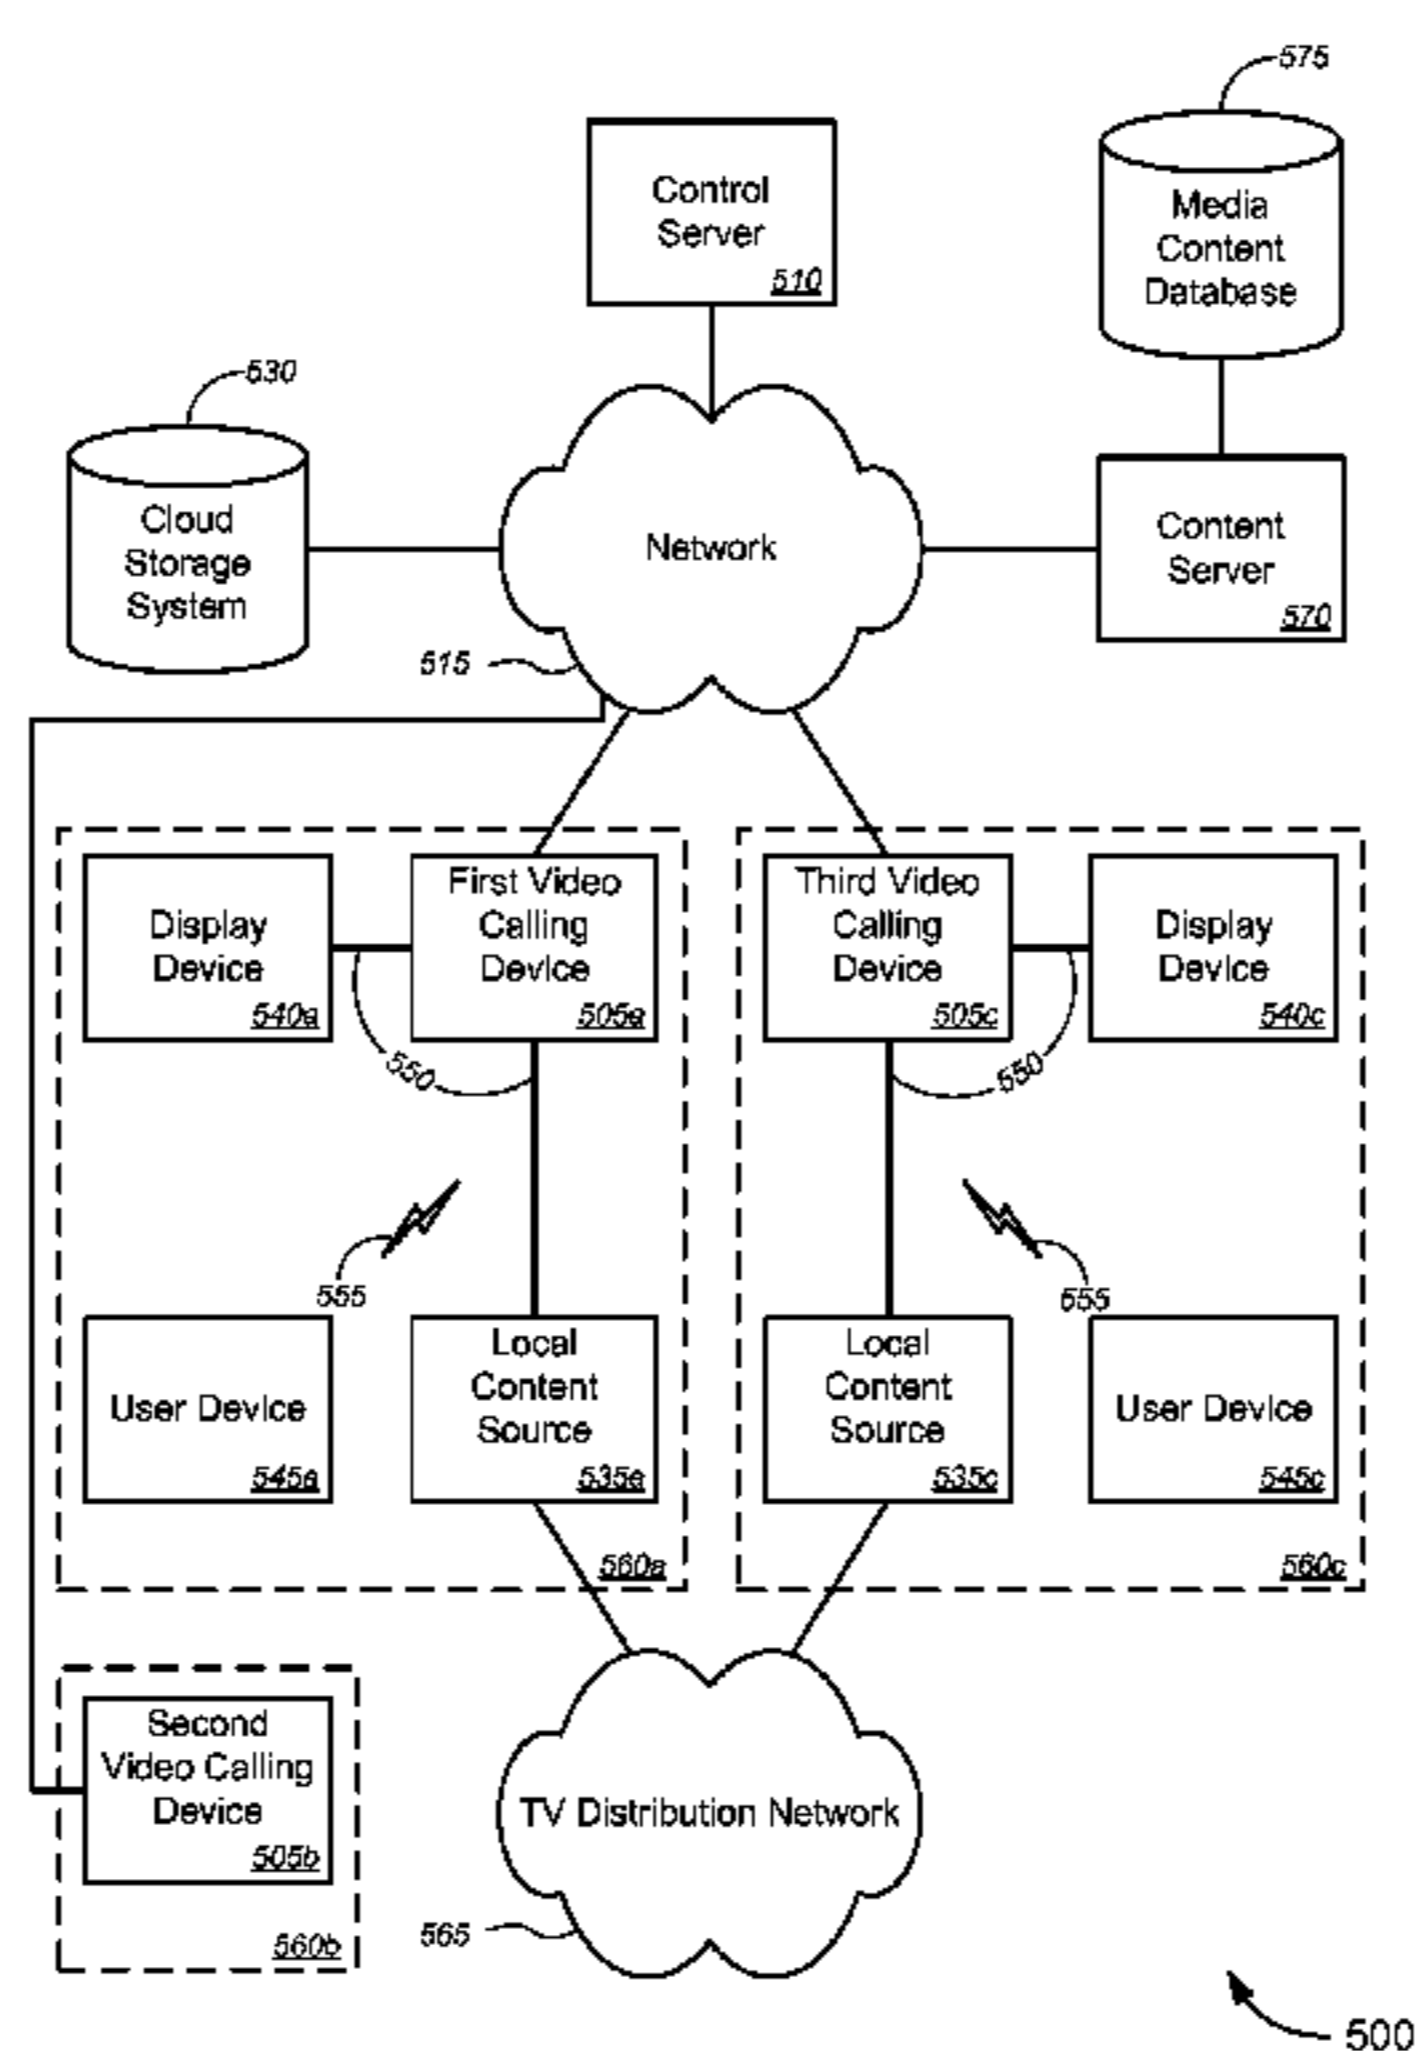 575
Control
Server
510
Media
Content
Database
530
Cloud
Storage
System
Network
Content
Server
570
515
Display
Device
540a
First Video
Calling
Device
505a
Third Video
Calling
Device
505c
Display
Device
540c
550
550
555
555
User Device
545a
Local
Content
Source
535a
Local
Content
Source
535c
User Device
545c
560a
560c
Second
Video Calling
Device
505b
560b
TV Distribution Network
565
500